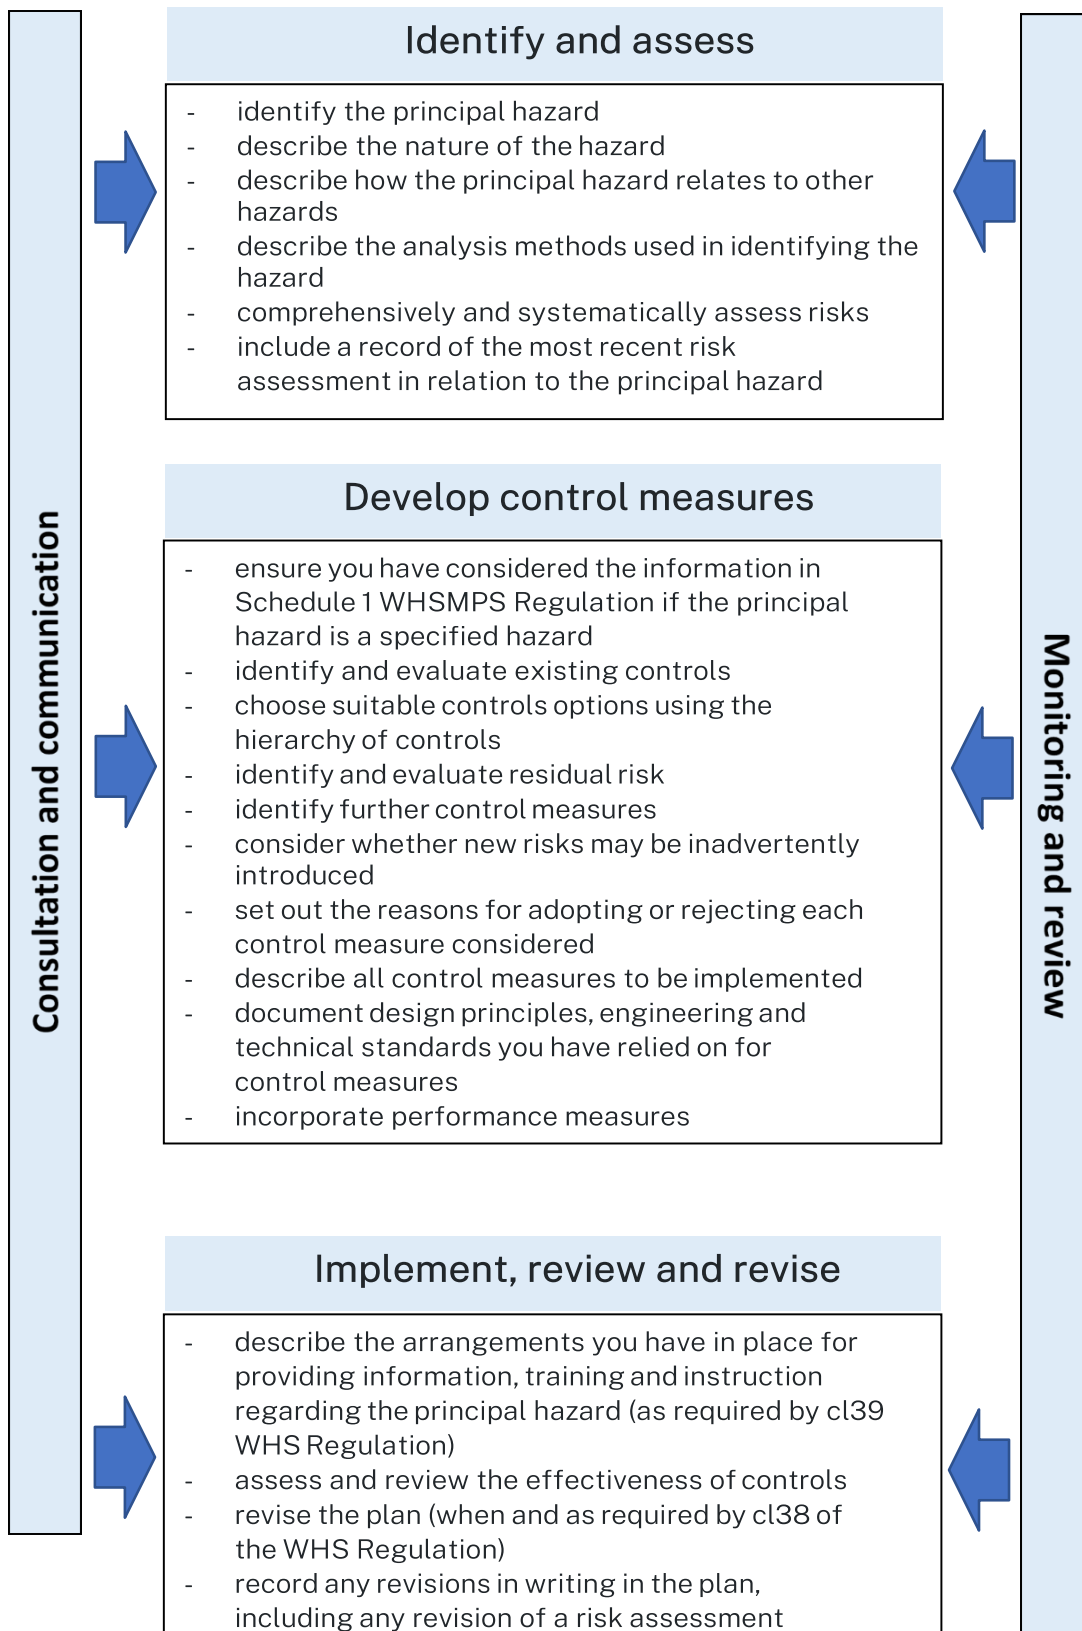 Identify and assess
- identify the principal hazard
- describe the nature of the hazard
- describe how the principal hazard relates to other
hazards
- describe the analysis methods used in identifying the
hazard
- comprehensively and systematically assess risks
- include a record of the most recent risk
assessment in relation to the principal hazard
Consultation and communication
Develop control measures
- ensure you have considered the information in
Schedule 1 WHSMPS Regulation if the principal
hazard is a specified hazard
- identify and evaluate existing controls
- choose suitable controls options using the
hierarchy of controls
- identify and evaluate residual risk
- identify further control measures
- consider whether new risks may be inadvertently
introduced
- set out the reasons for adopting or rejecting each
control measure considered
- describe all control measures to be implemented
- document design principles, engineering and
technical standards you have relied on for
control measures
- incorporate performance measures
Monitoring and review
Implement, review and revise
- describe the arrangements you have in place for
providing information, training and instruction
regarding the principal hazard (as required by cl39
WHS Regulation)
- assess and review the effectiveness of controls
- revise the plan (when and as required by cl38 of
the WHS Regulation)
- record any revisions in writing in the plan,
including any revision of a risk assessment